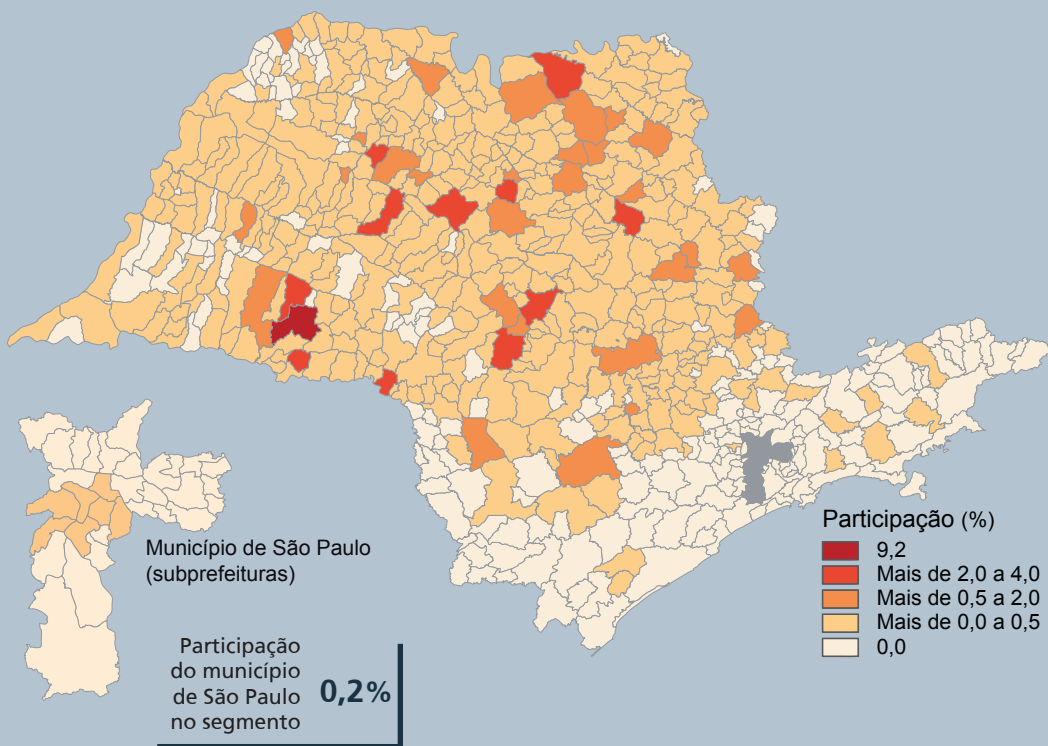 Município de São Paulo
(subprefeituras)
Participação
do município
de São Paulo
no segmento
0,2%
Participação (%)
9,2
Mais de 2,0 a 4,0
Mais de 0,5 a 2,0
Mais de 0,0 a 0,5
0,0